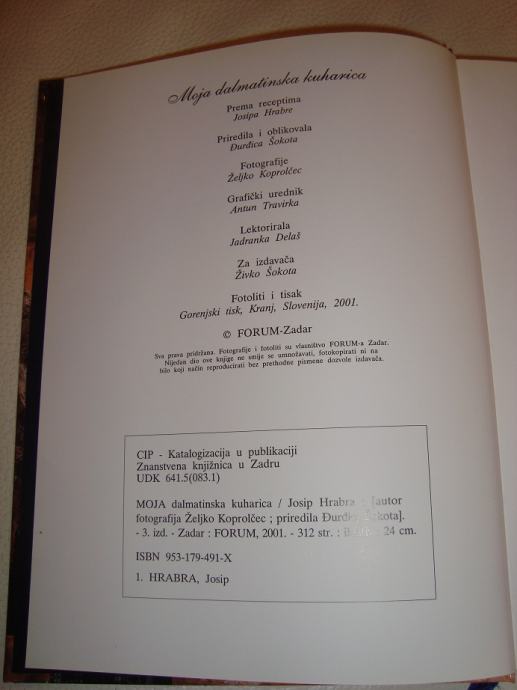 Moja dalmatinska kuharica
Prema receptima
Josipa Hrabre
Priredila i oblikovala
Đurđica Šokota
Fotografije
Željko Koprolčec
Grafički urednik
Antun Travirka
Lektorirala
Jadranka Delaš
Za izdavača
Živko Šokota
Fotoliti i tisak
Gorenjski tisk, Kranj, Slovenija, 2001.
© FORUM-Zadar
Sva prava pridržana. Fotografije i fotoliti su vlasništvo FORUM-a Zadar.
Nijedan dio ove knjige ne smije se umnožavati, fotokopirati ni na
bilo koji način reproducirati bez prethodne pismene dozvole izdavača.
CIP - Katalogizacija u publikaciji
Znanstvena knjižnica u Zadru
UDK 641.5(083.1)
MOJA dalmatinska kuharica / Josip Hrabra ; [autor
fotografija Željko Koprolčec ; priredila Đurđica Šokota].
- 3. izd. - Zadar : FORUM, 2001. - 312 str. ; 24 cm.
ISBN 953-179-491-X
1. HRABRA, Josip